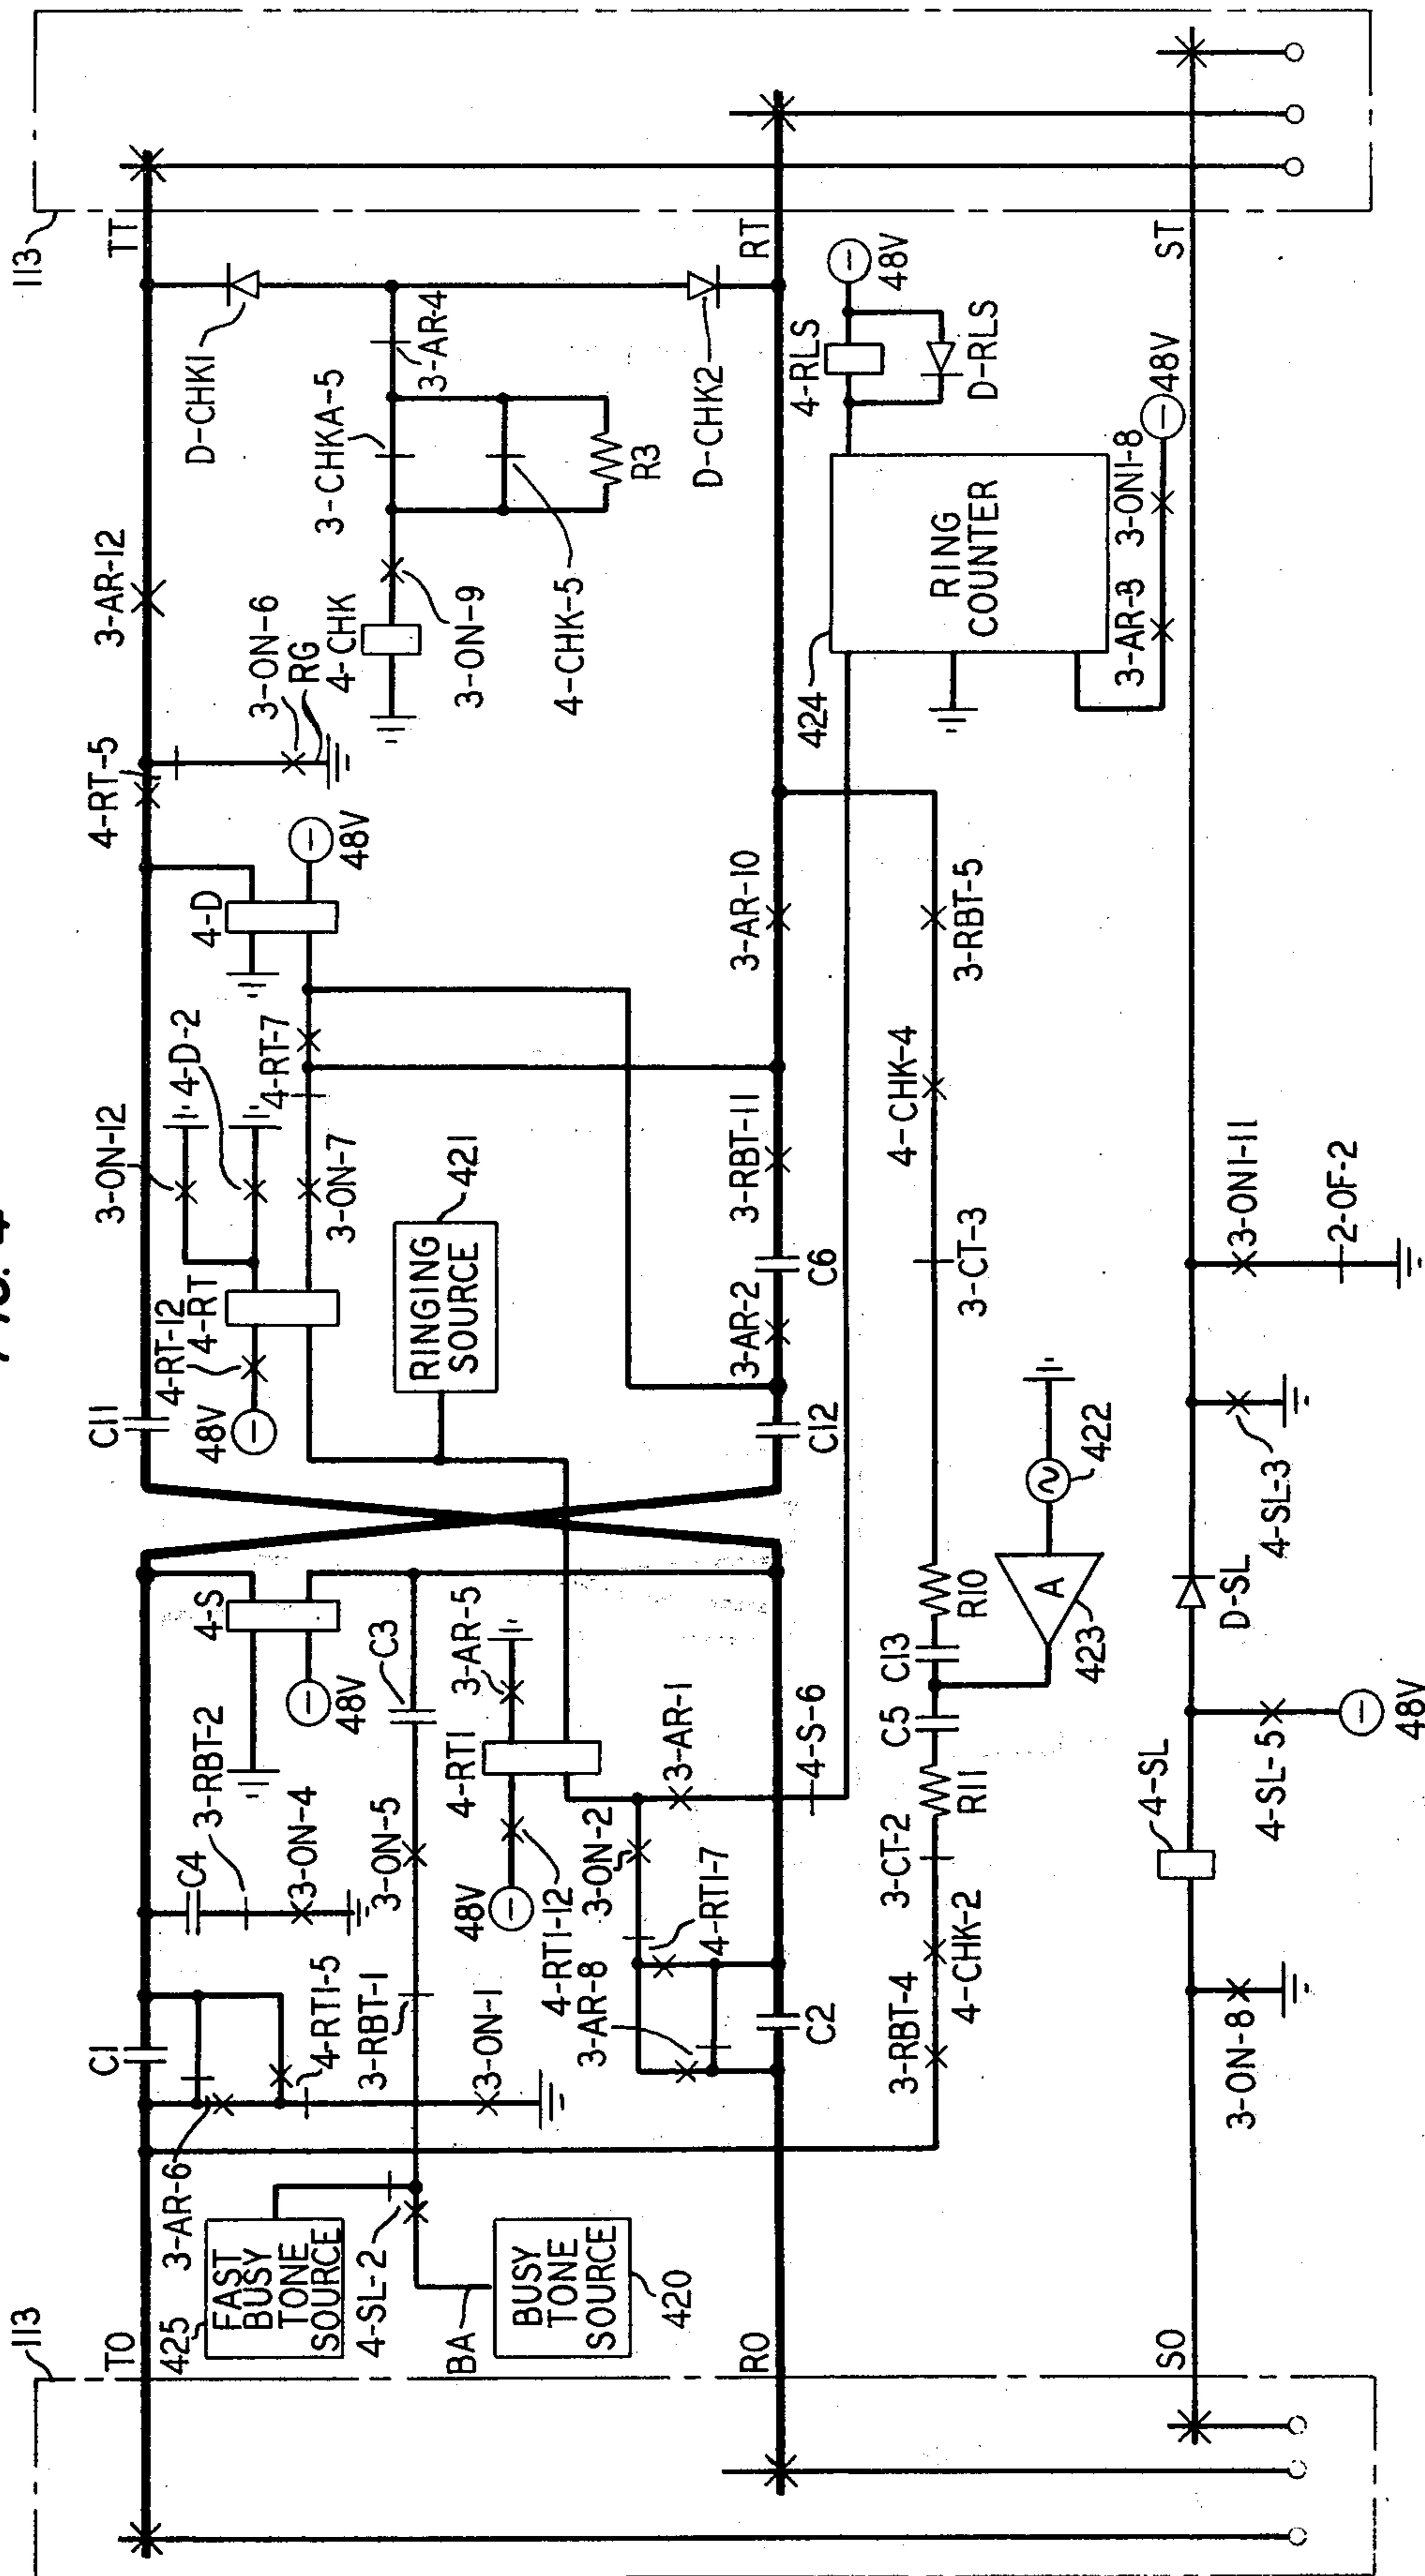 FIG. 4
113
TO
425
FAST
BUSY
TONE
SOURCE
3-AR-6
4-SL-2
BA
BUSY
TONE
SOURCE
420
RO
SO
C1
4-RT1-5
3-RBT-1
3-ON-1
C4
3-RBT-2
3-ON-4
3-ON-5
C3
4-S
48V
4-RT1
3-AR-5
48V
4-RT1-12
3-ON-2
3-AR-8
4-RT1-7
3-AR-1
4-S-6
C2
3-RBT-4
4-CHK-2
3-CT-2
R11
C5
C13
R10
A
423
422
3-ON-8
4-SL
4-SL-5
48V
D-SL
4-SL-3
3-ON1-11
2-OF-2
C11
48V
4-RT-12
4-RT
3-ON-12
4-D-2
4-RT-7
3-ON-7
RINGING
SOURCE
421
C12
3-AR-2
C6
3-RBT-11
3-AR-10
3-CT-3
4-CHK-4
3-RBT-5
4-D
48V
4-RT-5
3-ON-6
RG
3-AR-12
4-CHK
3-ON-9
3-CHKA-5
4-CHK-5
R3
3-AR-4
D-CHK1
D-CHK2
TT
RT
ST
113
424
RING
COUNTER
4-RLS
48V
D-RLS
3-AR-3
3-ON1-8
48V